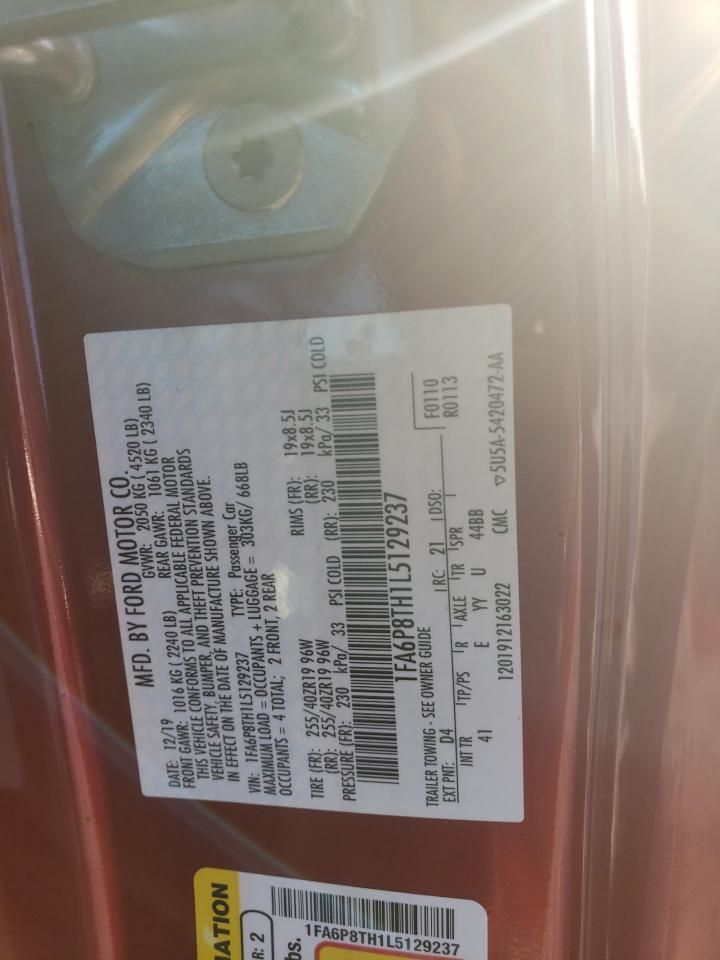 MFD. BY FORD MOTOR CO.
DATE: 12/19 GVWR: 2050 KG ( 4520 LB)
FRONT GAWR: 1016 KG ( 2240 LB) REAR GAWR: 1061 KG ( 2340 LB)
THIS VEHICLE CONFORMS TO ALL APPLICABLE FEDERAL MOTOR
VEHICLE SAFETY, BUMPER, AND THEFT PREVENTION STANDARDS
IN EFFECT ON THE DATE OF MANUFACTURE SHOWN ABOVE.
VIN: 1FA6P8TH1L5129237 TYPE: Passenger Car
MAXIMUM LOAD = OCCUPANTS + LUGGAGE = 303KG/ 668LB
OCCUPANTS = 4 TOTAL; 2 FRONT, 2 REAR
TIRE (FR): 255/40ZR19 96W RIMS (FR): 19x8.5J
(RR): 255/40ZR19 96W (RR): 19x8.5J
PRESSURE (FR): 230 kPa/ 33 PSI COLD (RR): 230 kPa/ 33 PSI COLD
1FA6P8TH1L5129237
TRAILER TOWING - SEE OWNER GUIDE F0110
EXT PNT: D4 RC: 21 DSO: R0113
INT TR TP/PS R AXLE TR SPR
41 E YY U 44BB
1201912163022 CMC ▽5U5A-5420472-AA
MATION
R: 2
bs.
1FA6P8TH1L5129237